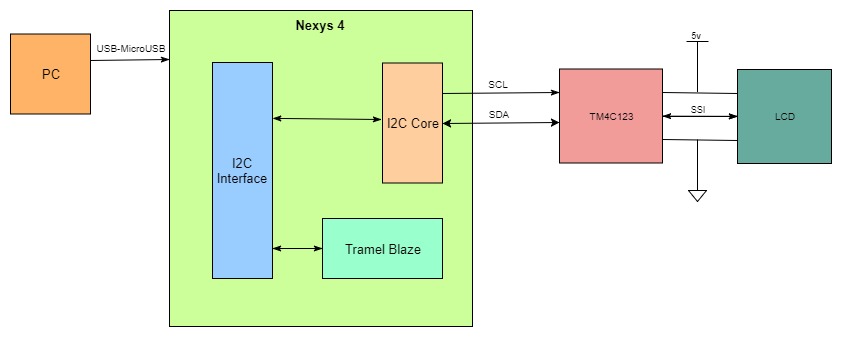 Nexys 4
PC
USB-MicroUSB
I2C
Interface
I2C Core
Tramel Blaze
SCL
SDA
TM4C123
5v
SSI
LCD